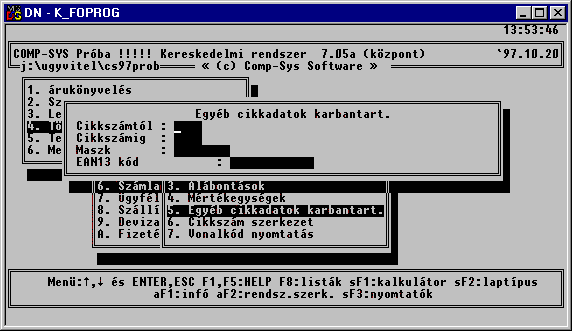 DN - K_FOPROG
13:53:46
COMP-SYS Próba !!!!! Kereskedelmi rendszer 7.05a (központ) '97.10.20
j:\ugyvitel\cs97prob « (c) Comp-Sys Software »
1. árukönyvelés
2. Sz
3. Le
4. Tö
5. Te
6. Me
Egyéb cikkadatok karbantart.
Cikkszámtól :
Cikkszámig :
Maszk :
EAN13 kód :
6. Számla
7. Ügyfél
8. Szállí
9. Deviza
A. Fizeté
3. Alábontások
4. Mértékegységek
5. Egyéb cikkadatok karbantart.
6. Cikkszám szerkezet
7. Vonalkód nyomtatás
Menü:↑,↓ és ENTER,ESC F1,F5:HELP F8:listák sF1:kalkulátor sF2:laptípus
aF1:infó aF2:rendsz.szerk. sF3:nyomtatók